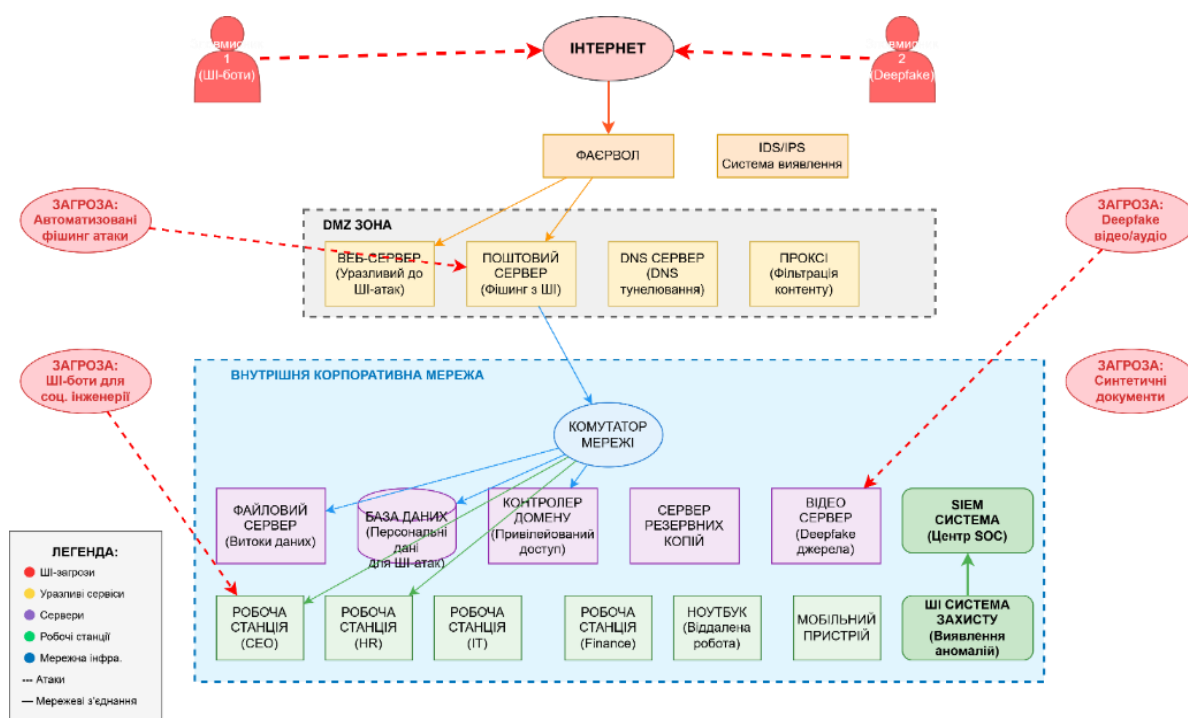 1
(ШІ-боти)
ІНТЕРНЕТ
2
(Deepfake)
ФАЄРВОЛ
IDS/IPS
Система виявлення
ЗАГРОЗА:
Автоматизовані
фішинг атаки
ЗАГРОЗА:
Deepfake
відео/аудіо
DMZ ЗОНА
ВЕБ-СЕРВЕР
(Уразливий до
ШІ-атак)
ПОШТОВИЙ
СЕРВЕР
(Фішинг з ШІ)
DNS СЕРВЕР
(DNS
тунелювання)
ПРОКСІ
(Фільтрація
контенту)
ЗАГРОЗА:
ШІ-боти для
соц. інженерії
ЗАГРОЗА:
Синтетичні
документи
ВНУТРІШНЯ КОРПОРАТИВНА МЕРЕЖА
КОМУТАТОР
МЕРЕЖІ
ФАЙЛОВИЙ
СЕРВЕР
(Витоки даних)
БАЗА ДАНИХ
(Персональні
дані
для ШІ-атак)
КОНТРОЛЕР
ДОМЕНУ
(Привілейований
доступ)
СЕРВЕР
РЕЗЕРВНИХ
КОПІЙ
ВІДЕО
СЕРВЕР
(Deepfake
джерела)
SIEM
СИСТЕМА
(Центр SOC)
РОБОЧА
СТАНЦІЯ
(CEO)
РОБОЧА
СТАНЦІЯ
(HR)
РОБОЧА
СТАНЦІЯ
(IT)
РОБОЧА
СТАНЦІЯ
(Finance)
НОУТБУК
(Віддалена
робота)
МОБІЛЬНИЙ
ПРИСТРІЙ
ШІ СИСТЕМА
ЗАХИСТУ
(Виявлення
аномалій)
ЛЕГЕНДА:
ШІ-загрози
Уразливі сервіси
Сервери
Робочі станції
Мережна інфра.
--- Атаки
— Мережеві з'єднання